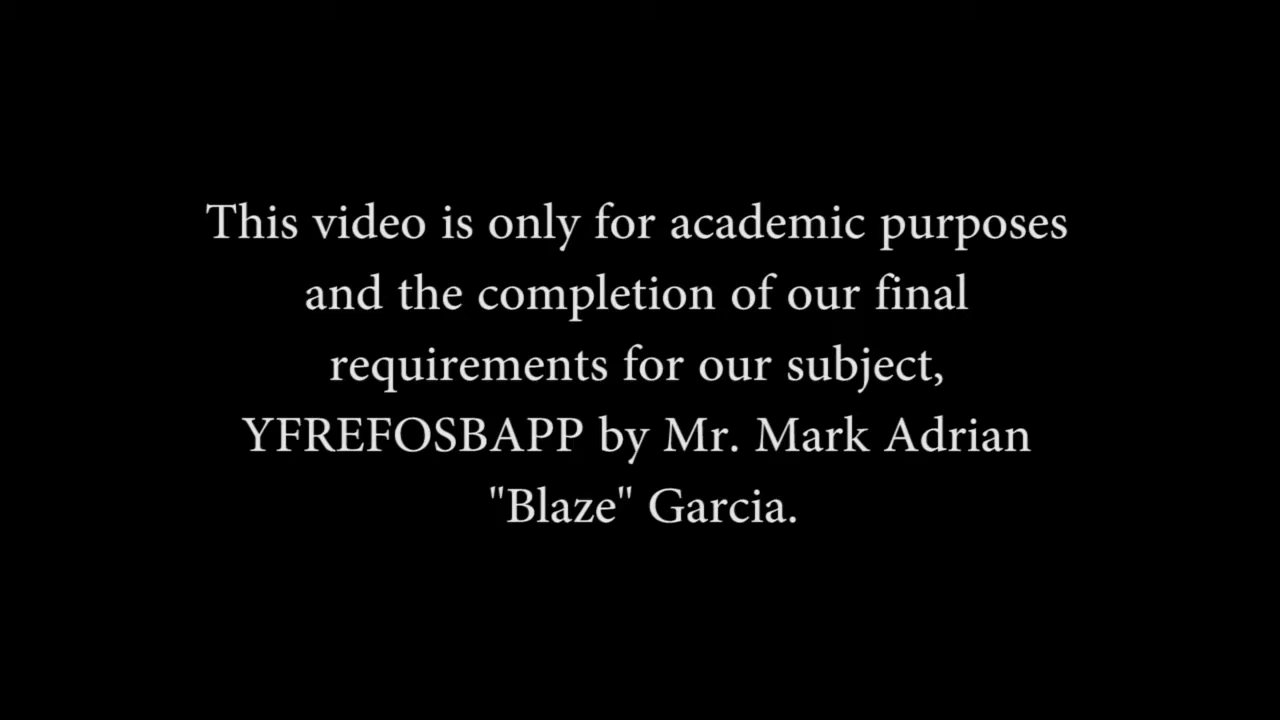 This video is only for academic purposes
and the completion of our final
requirements for our subject,
YFREFOSBAPP by Mr. Mark Adrian
"Blaze" Garcia.